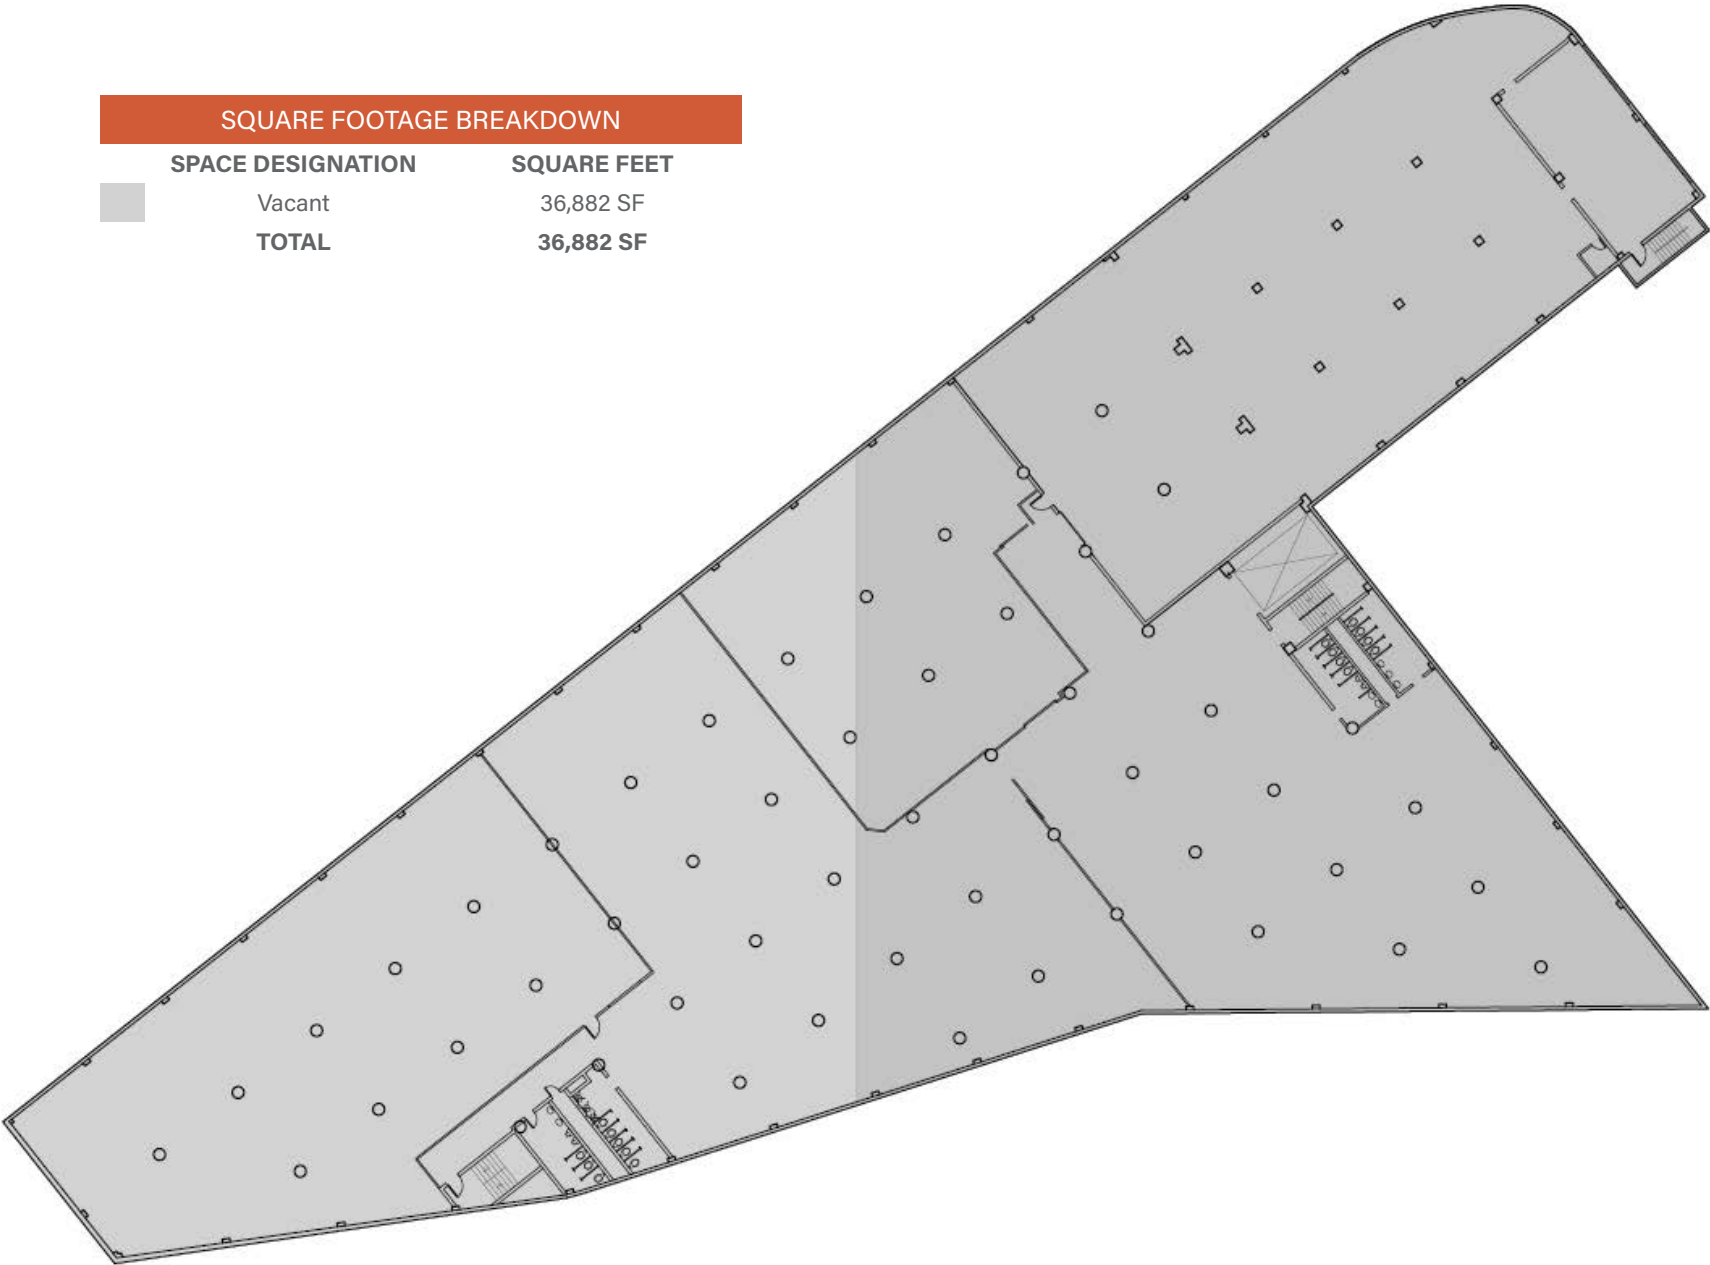 SQUARE FOOTAGE BREAKDOWN
SPACE DESIGNATION SQUARE FEET
Vacant 36,882 SF
TOTAL 36,882 SF